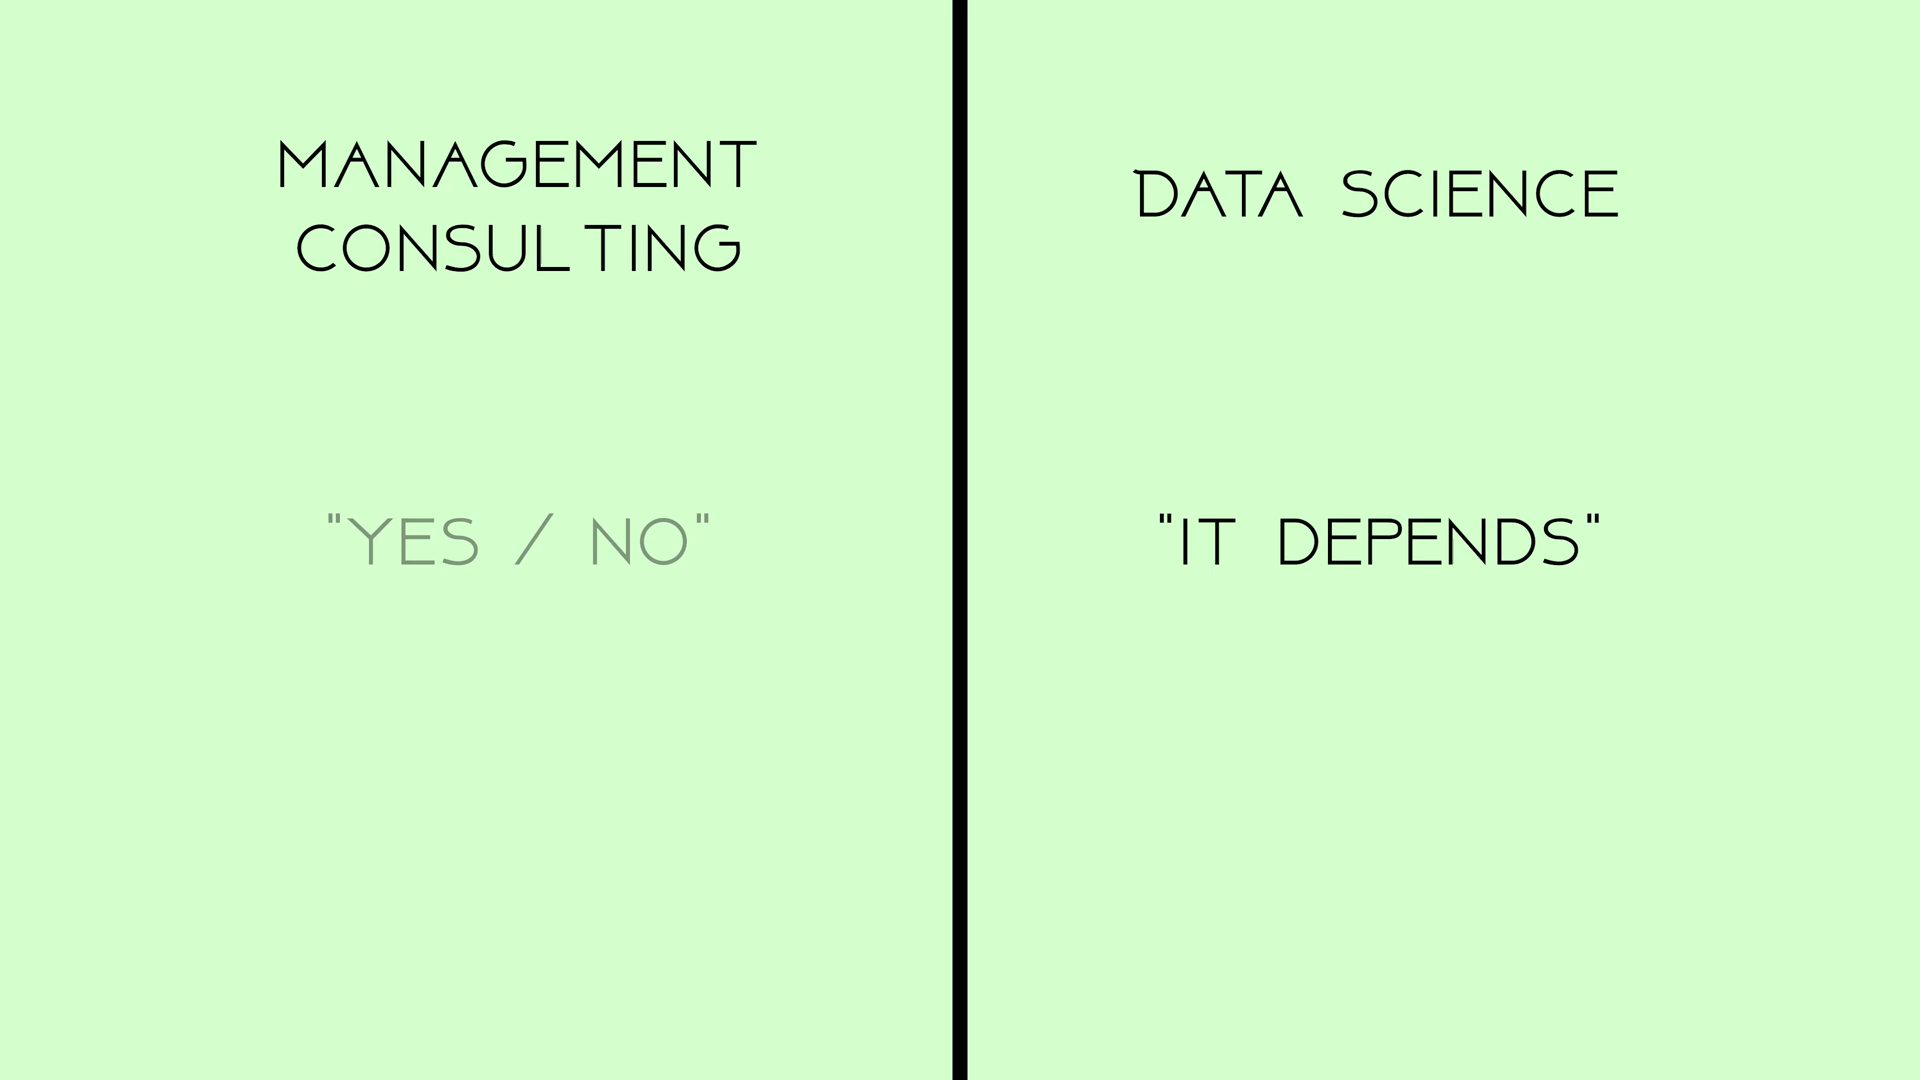 MANAGEMENT
CONSULTING
"YES / NO"
DATA SCIENCE
"IT DEPENDS"